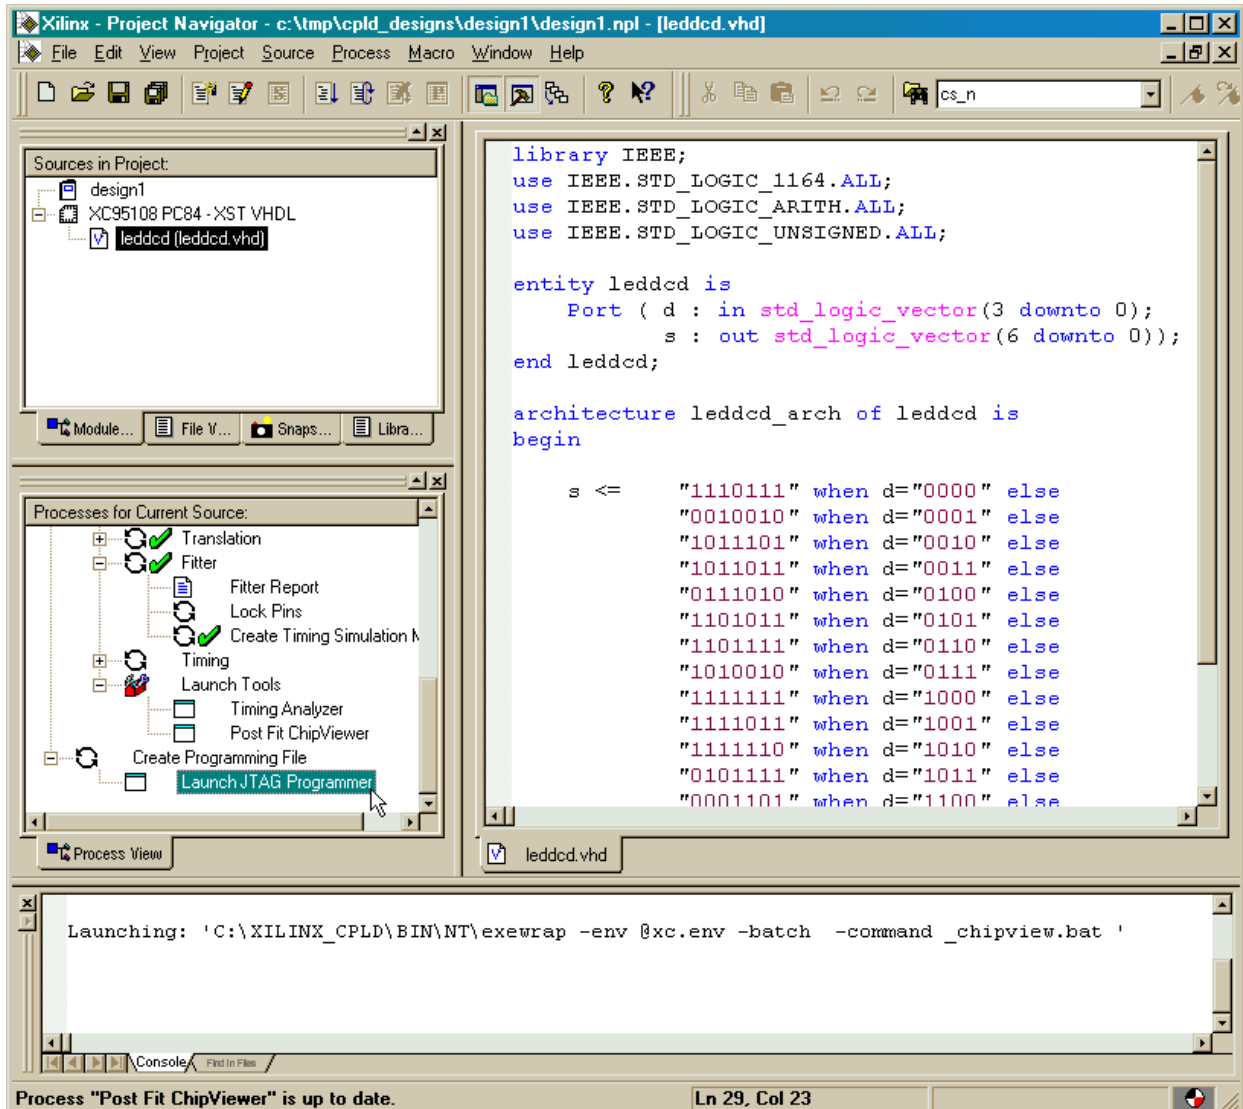 Xilinx - Project Navigator - c:\tmp\cpld_designs\design1\design1.npl - [leddcd.vhd]
File Edit View Project Source Process Macro Window Help
cs_n
Sources in Project:
design1
XC95108 PC84 - XST VHDL
leddcd (leddcd.vhd)
Module... File V... Snaps... Libra...
Processes for Current Source:
Translation
Fitter
Fitter Report
Lock Pins
Create Timing Simulation M
Timing
Launch Tools
Timing Analyzer
Post Fit ChipViewer
Create Programming File
Launch JTAG Programmer
Process View
library IEEE;
use IEEE.STD_LOGIC_1164.ALL;
use IEEE.STD_LOGIC_ARITH.ALL;
use IEEE.STD_LOGIC_UNSIGNED.ALL;
entity leddcd is
Port ( d : in std_logic_vector(3 downto 0);
s : out std_logic_vector(6 downto 0));
end leddcd;
architecture leddcd_arch of leddcd is
begin
s <= "1110111" when d="0000" else
"0010010" when d="0001" else
"1011101" when d="0010" else
"1011011" when d="0011" else
"0111010" when d="0100" else
"1101011" when d="0101" else
"1101111" when d="0110" else
"1010010" when d="0111" else
"1111111" when d="1000" else
"1111011" when d="1001" else
"1111110" when d="1010" else
"0101111" when d="1011" else
"0001101" when d="1100" else
leddcd.vhd
Launching: 'C:\XILINX_CPLD\BIN\NT\exewrap -env @xc.env -batch -command _chipview.bat '
Console Find in Files
Process "Post Fit ChipViewer" is up to date. Ln 29, Col 23